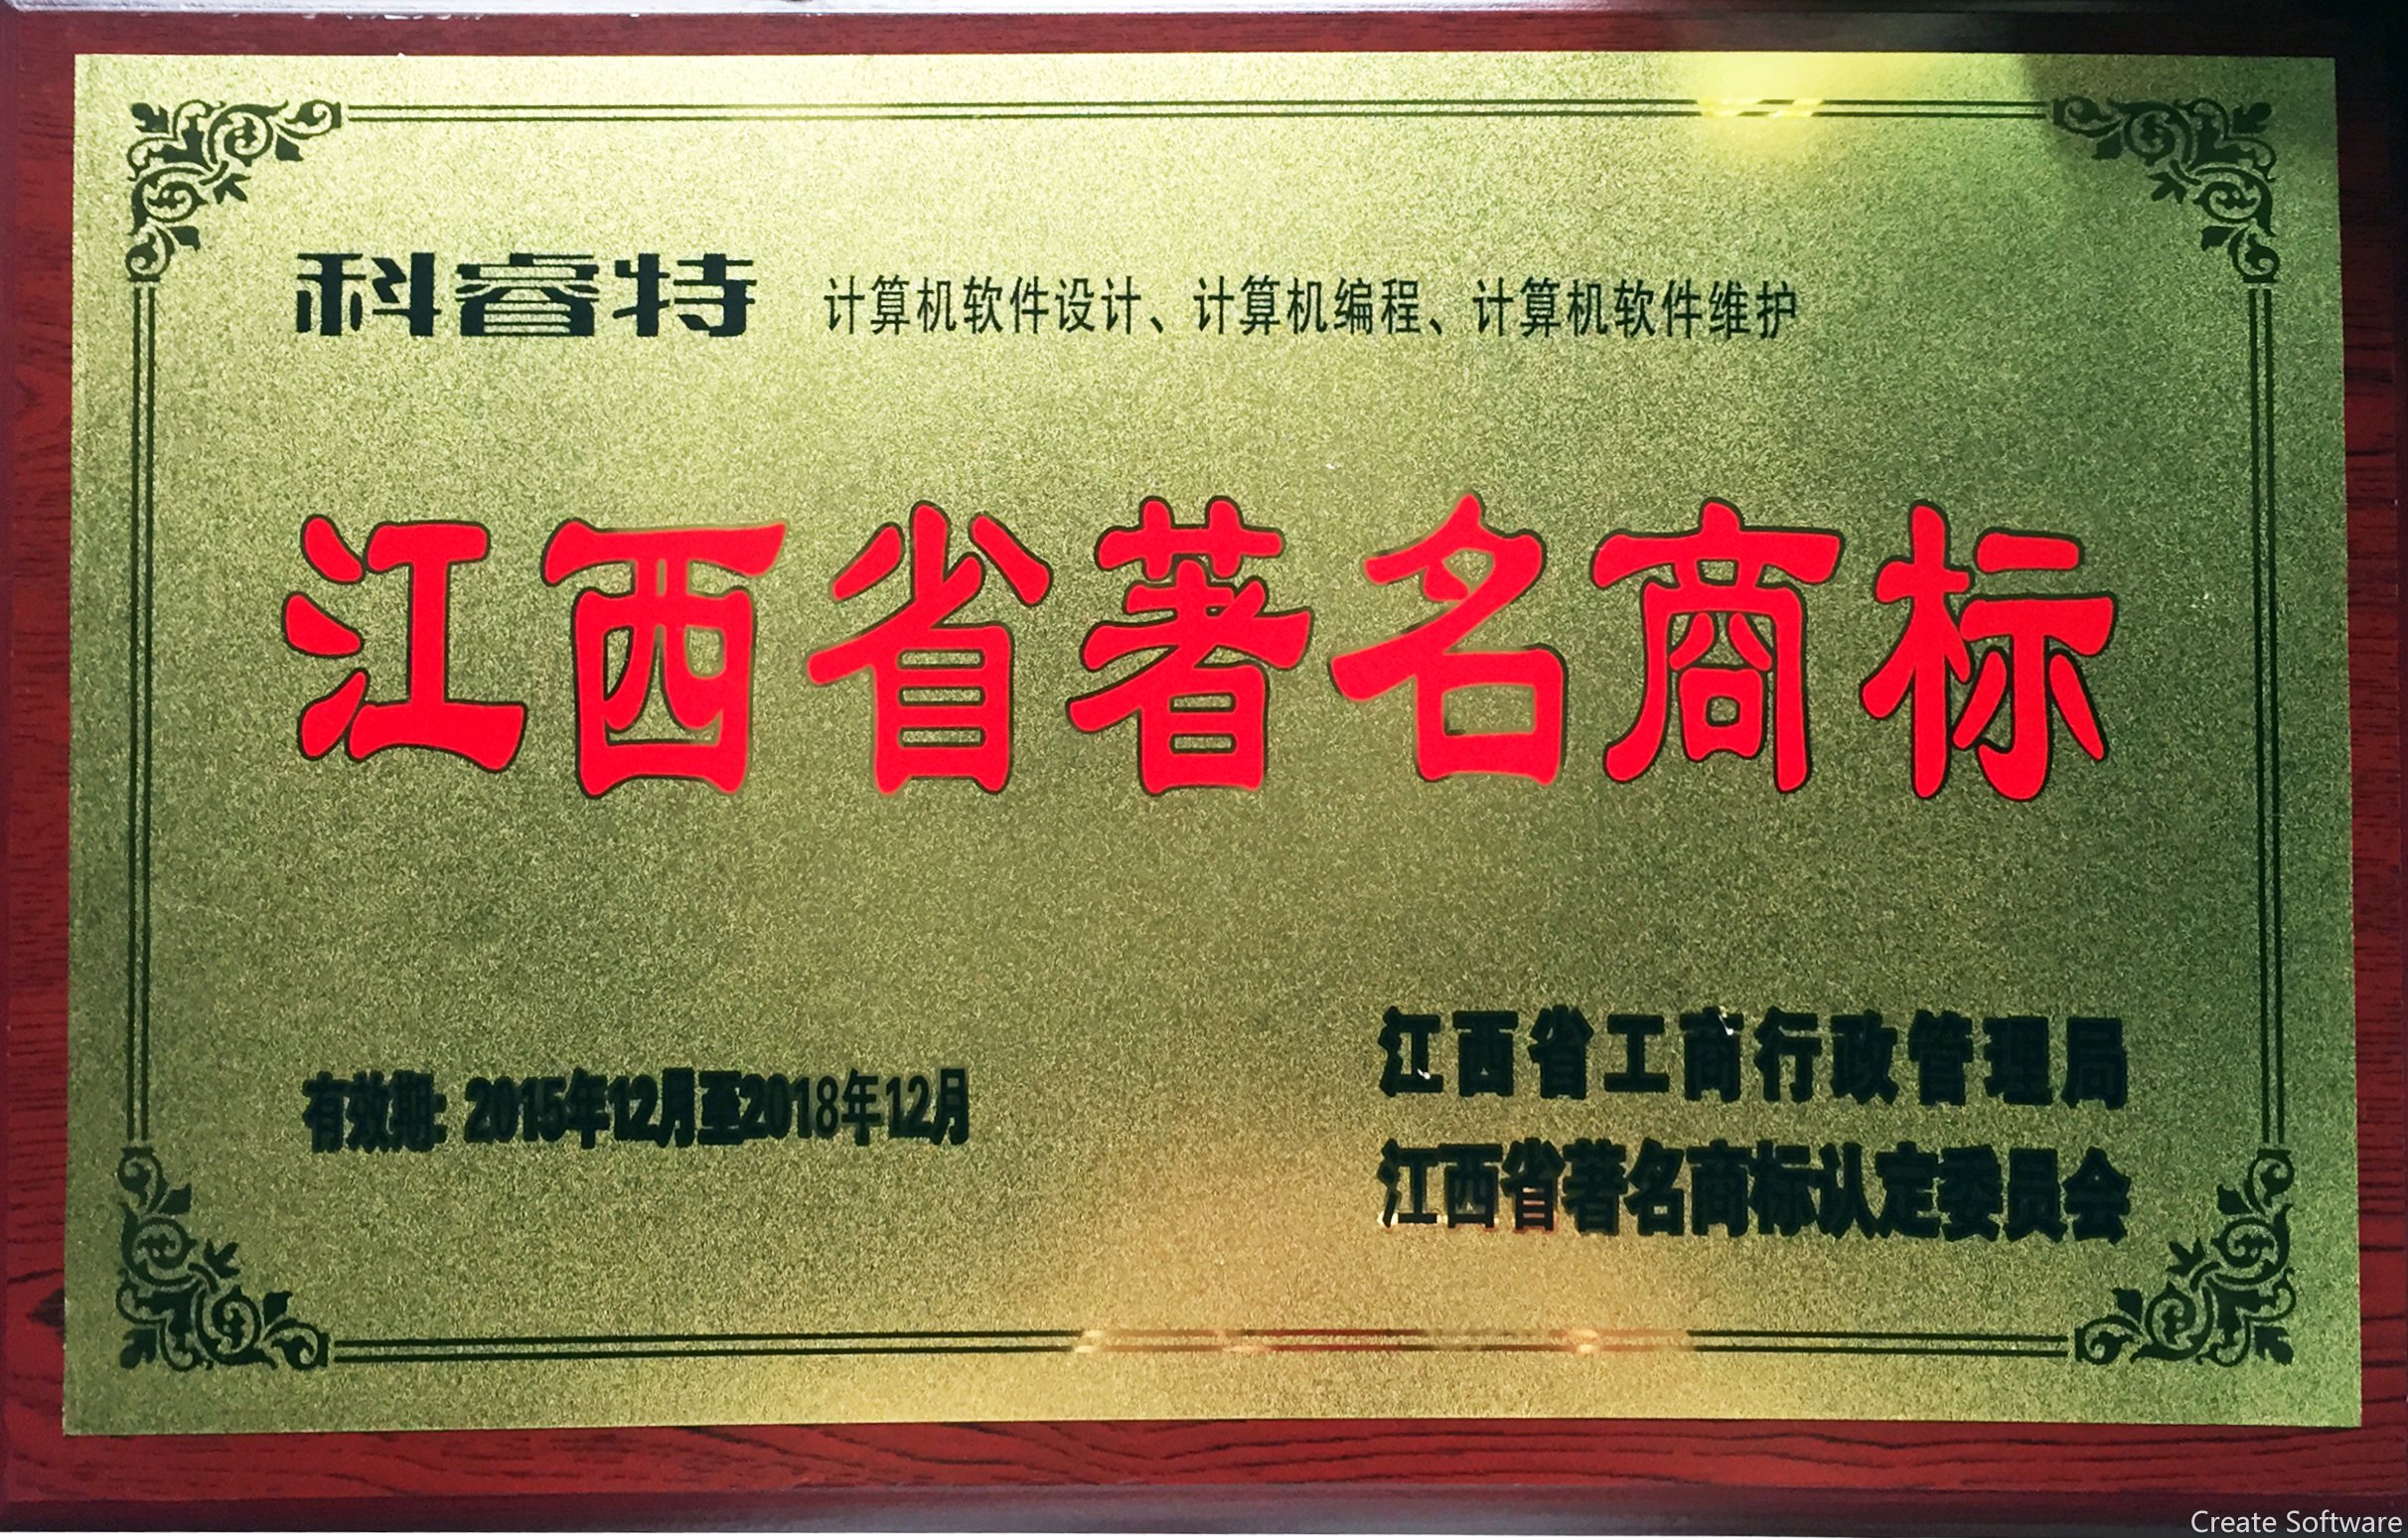 科睿特 计算机软件设计、计算机编程、计算机软件维护
江西省著名商标
有效期: 2015年12月至2018年12月
江西省工商行政管理局
江西省著名商标认定委员会
Create Software